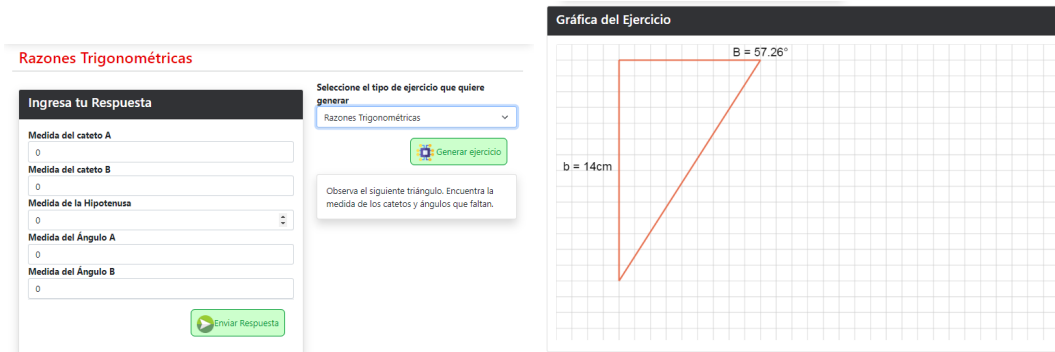 Razones Trigonométricas
Ingresa tu Respuesta
Medida del cateto A
0
Medida del cateto B
0
Medida de la Hipotenusa
0
Medida del Ángulo A
0
Medida del Ángulo B
0
Enviar Respuesta
Seleccione el tipo de ejercicio que quiere
generar
Razones Trigonométricas
Generar ejercicio
Observa el siguiente triángulo. Encuentra la
medida de los catetos y ángulos que faltan.
Gráfica del Ejercicio
B = 57.26°
b = 14cm